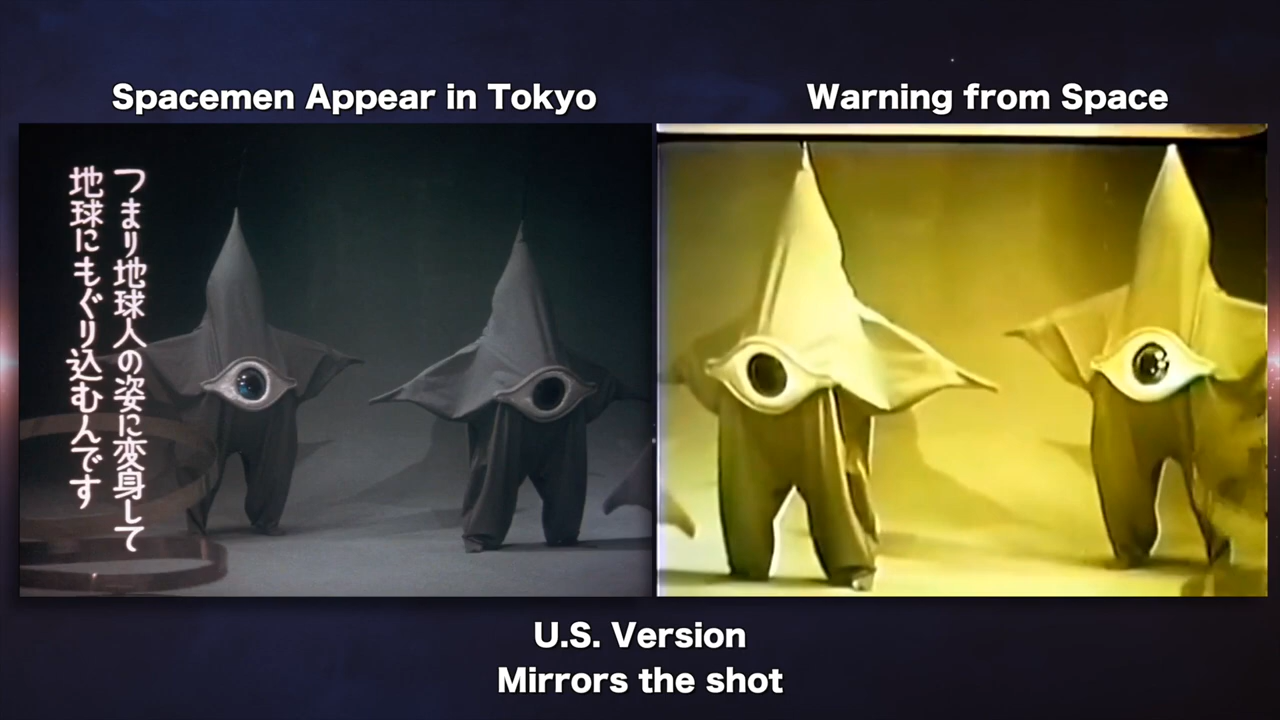 Spacemen Appear in Tokyo
Warning from Space
つまり地球人の姿に変身して
地球にもぐり込むんです
U.S. Version
Mirrors the shot